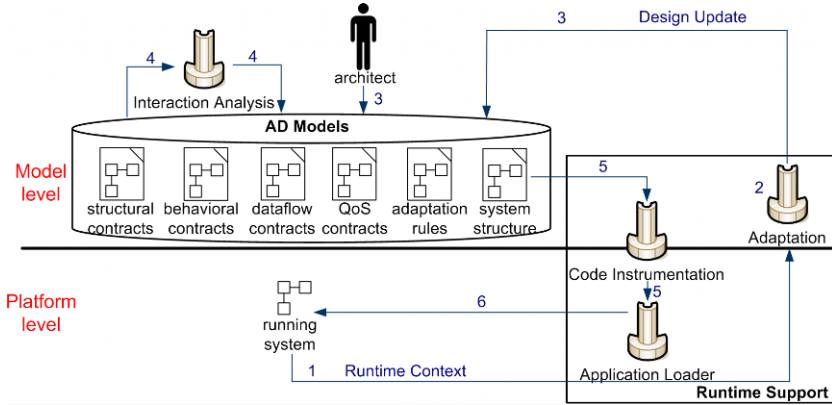 3 Design Update
4 4
architect
Interaction Analysis
3
AD Models
Model
level
5
2
structural behavioral dataflow QoS adaptation system
contracts contracts contracts contracts rules structure
Adaptation
Code Instrumentation
Platform
level
5
6
running
system
1 Runtime Context
Application Loader
Runtime Support